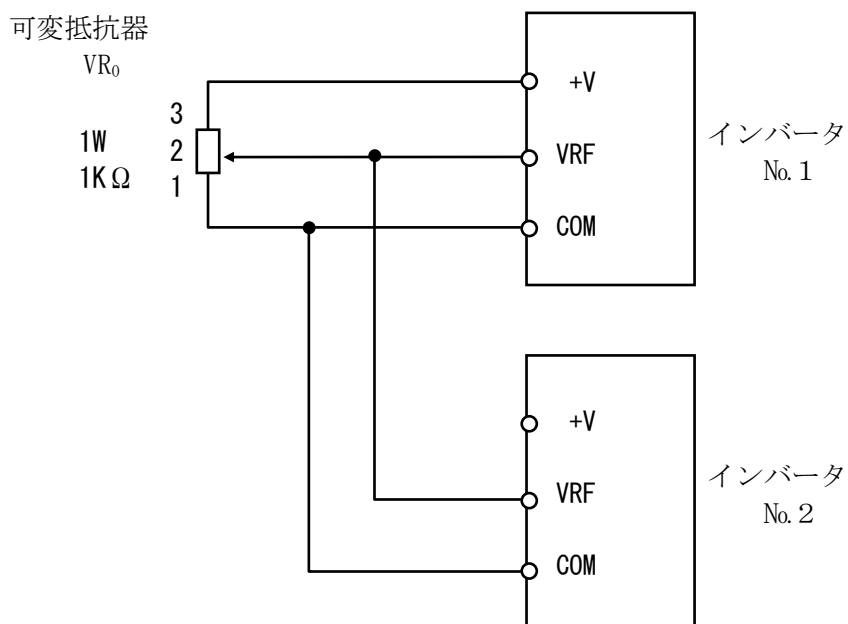 可変抵抗器
VR₀
1W
1KΩ
3
2
1
+V
VRF
COM
インバータ
№.1
+V
VRF
COM
インバータ
№.２